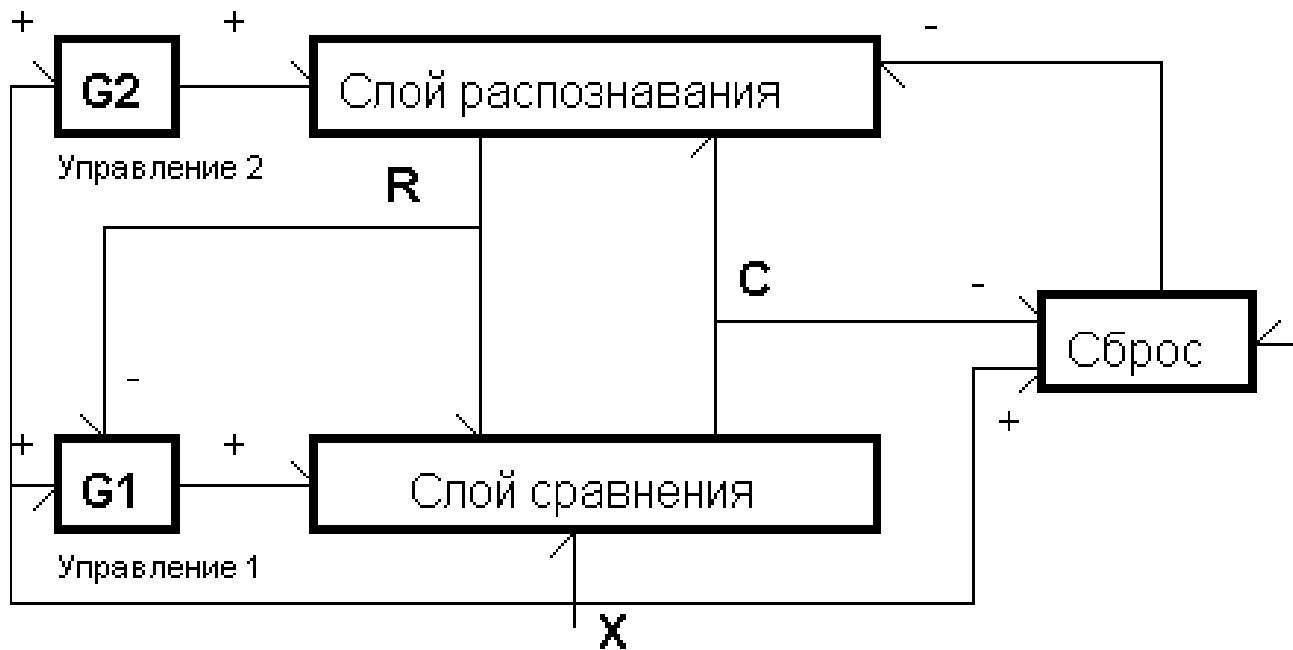 + + -
G2 Слой распознавания
Управление 2
R
C -
Сброс
-
+
+ +
G1 Слой сравнения
Управление 1
X